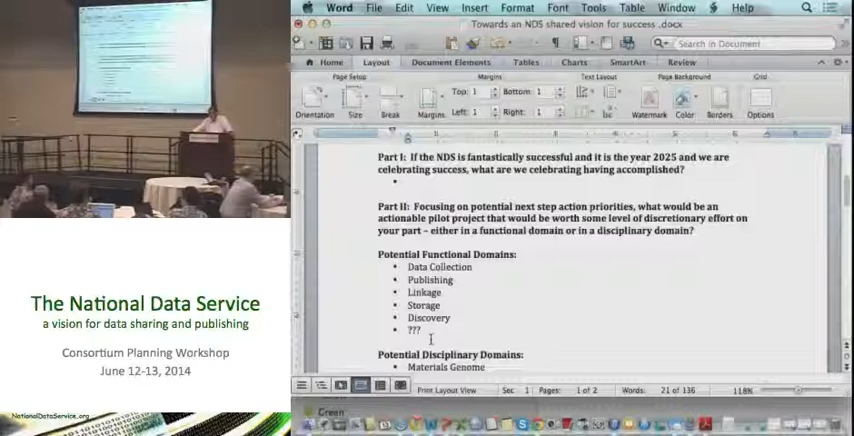 Word File Edit View Insert Format Font Tools Table Window Help
Towards an NDS shared vision for success .docx
Search in Document
Home Layout Document Elements Tables Charts SmartArt Review
Page Setup Margins Text Layout Page Background Grid
Top: 1 Bottom: 1
Left: 1 Right: 1
Orientation Size Break Margins Watermark Color Borders Options
Part I: If the NDS is fantastically successful and it is the year 2025 and we are
celebrating success, what are we celebrating having accomplished?
•
Part II: Focusing on potential next step action priorities, what would be an
actionable pilot project that would be worth some level of discretionary effort on
your part – either in a functional domain or in a disciplinary domain?
Potential Functional Domains:
• Data Collection
• Publishing
• Linkage
• Storage
• Discovery
• ???
Potential Disciplinary Domains:
• Materials Genome
Print Layout View Sec 1 Pages: 1 of 2 Words: 21 of 136 118%
Green
The National Data Service
a vision for data sharing and publishing
Consortium Planning Workshop
June 12-13, 2014
NationalDataService.org